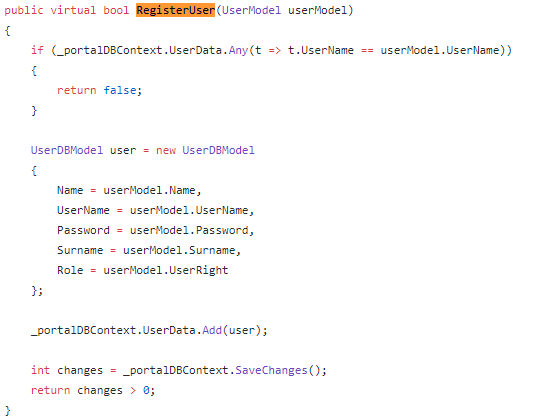 public virtual bool RegisterUser(UserModel userModel)
{
    if (_portalDBContext.UserData.Any(t => t.UserName == userModel.UserName))
    {
        return false;
    }

    UserDBModel user = new UserDBModel
    {
        Name = userModel.Name,
        UserName = userModel.UserName,
        Password = userModel.Password,
        Surname = userModel.Surname,
        Role = userModel.UserRight
    };

    _portalDBContext.UserData.Add(user);

    int changes = _portalDBContext.SaveChanges();
    return changes > 0;
}